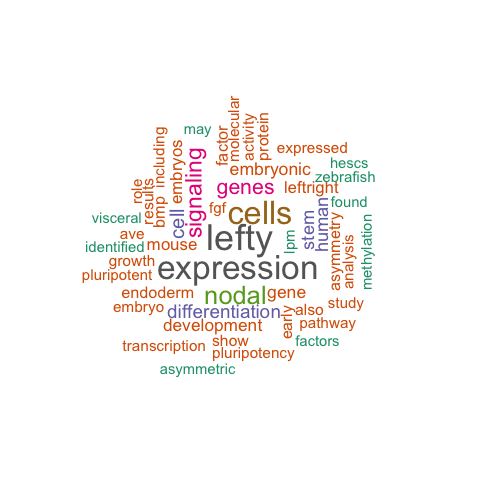 may
including
embryos
factor
molecular
activity
protein
expressed
signaling
embryonic
hescs
zebrafish
role
results
bmp
cell
genes
leftright
found
visceral
fgf
cells
stem
human
ave
lefty
lpm
asymmetry
analysis
methylation
identified
mouse
growth
expression
pluripotent
endoderm
nodal
gene
embryo
differentiation
early
also
study
development
pathway
transcription
show
factors
pluripotency
asymmetric